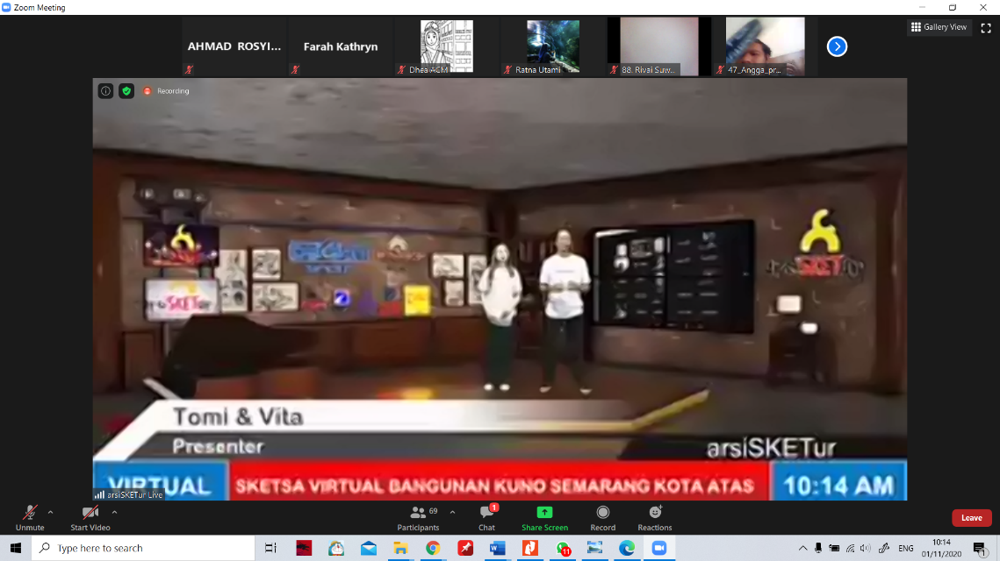 Zoom Meeting
Gallery View
AHMAD ROSYI...
Farah Kathryn
Dhea ACM
Ratna Utami
88. Rivai Suw...
47_Angga_pr...
Recording
SKET
SKET
Tomi & Vita
Presenter
arsiSKETur
VIRTUAL
SKETSA VIRTUAL BANGUNAN KUNO SEMARANG KOTA ATAS
10:14 AM
arsiSKETur Live
Unmute
Start Video
69
Participants
1
Chat
Share Screen
Record
Reactions
Leave
Type here to search
11
ENG
10:14
01/11/2020
1